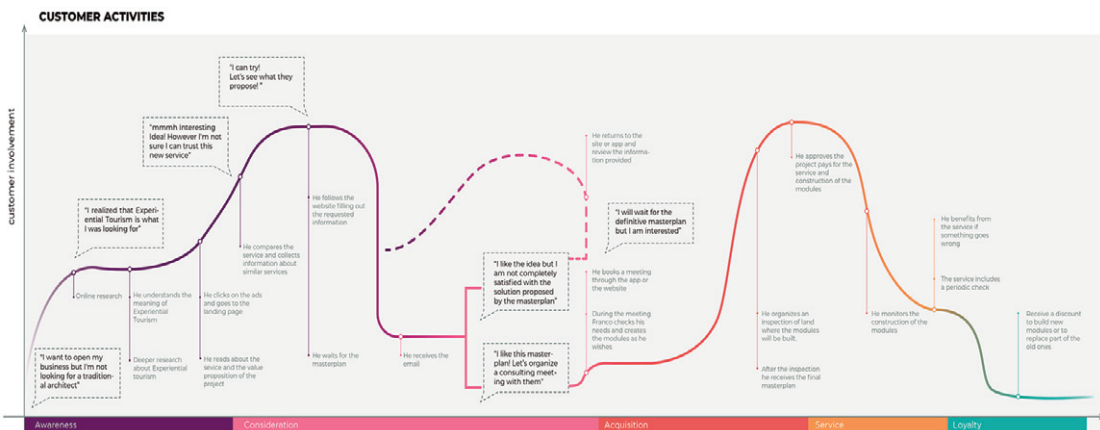 CUSTOMER ACTIVITIES
customer involvement
"I want to open my
business but I'm not
looking for a tradition-
al architect"
"I realized that Experi-
ential Tourism is what
I was looking for"
"mmmh Interesting
Idea! However I'm not
sure I can trust this
new service"
"I can try!
Let's see what they
propose!"
Online research
He understands the
meaning of
Experiential
Tourism
Deeper research
about Experiential
tourism
He clicks on the ads
and goes to the
landing page
He reads about the
sevice and the value
proposition of the
project
He compares the
service and collects
information about
similar services
He follows the
website filling out
the requested
information
He waits for the
masterplan
He receives the
email
"I like the idea but I
am not completely
satisfied with the
solution proposed
by the masterplan"
"I like this master-
plan! Let's organize
a consulting meet-
ing with them"
He returns to the
site or app and
review the informa-
tion provided
"I will wait for the
definitive masterplan
but I am interested"
He books a meeting
through the app or
the website
During the meeting
Franco checks his
needs and creates
the modules as he
wishes
He organizes an
inspection of land
where the modules
will be built.
After the inspection
he receives the final
masterplan
He approves the
project pays for the
service and
construction of the
modules
He monitors the
construction of the
modules
He benefits from
the service if
something goes
wrong
The service includes
a periodic check
Receive a discount
to build new
modules or to
replace part of the
old ones
Awareness
Consideration
Acquisition
Service
Loyalty